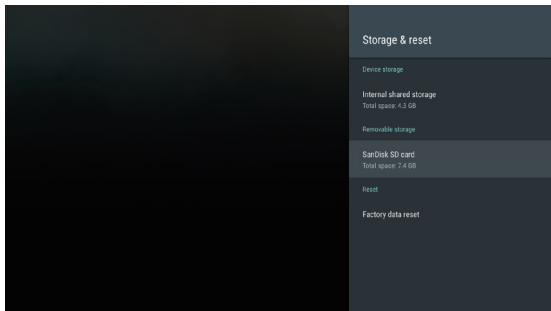 Storage & reset
Device storage
Internal shared storage
Total space: 4.3 GB
Removable storage
SanDisk SD card
Total space: 7.4 GB
Reset
Factory data reset